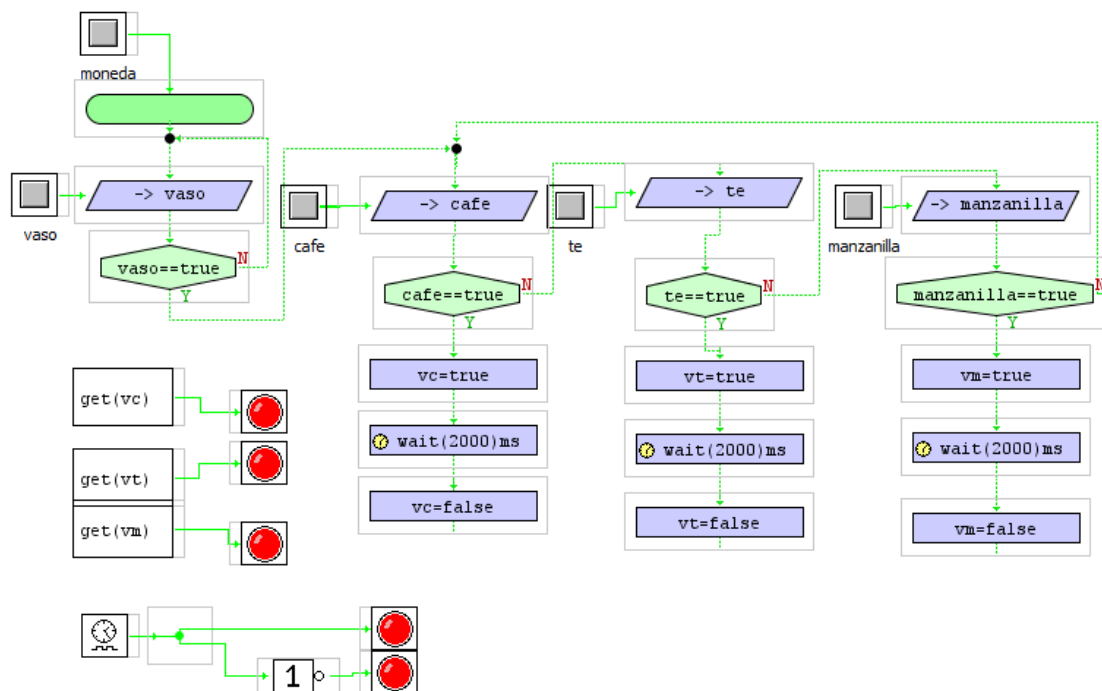 moneda
-> vaso
vaso
vaso==true
N
Y
-> cafe
cafe
cafe==true
N
Y
vc=true
wait(2000)ms
vc=false
-> te
te
te==true
N
Y
vt=true
wait(2000)ms
vt=false
-> manzanilla
manzanilla
manzanilla==true
N
Y
vm=true
wait(2000)ms
vm=false
get(vc)
get(vt)
get(vm)
1